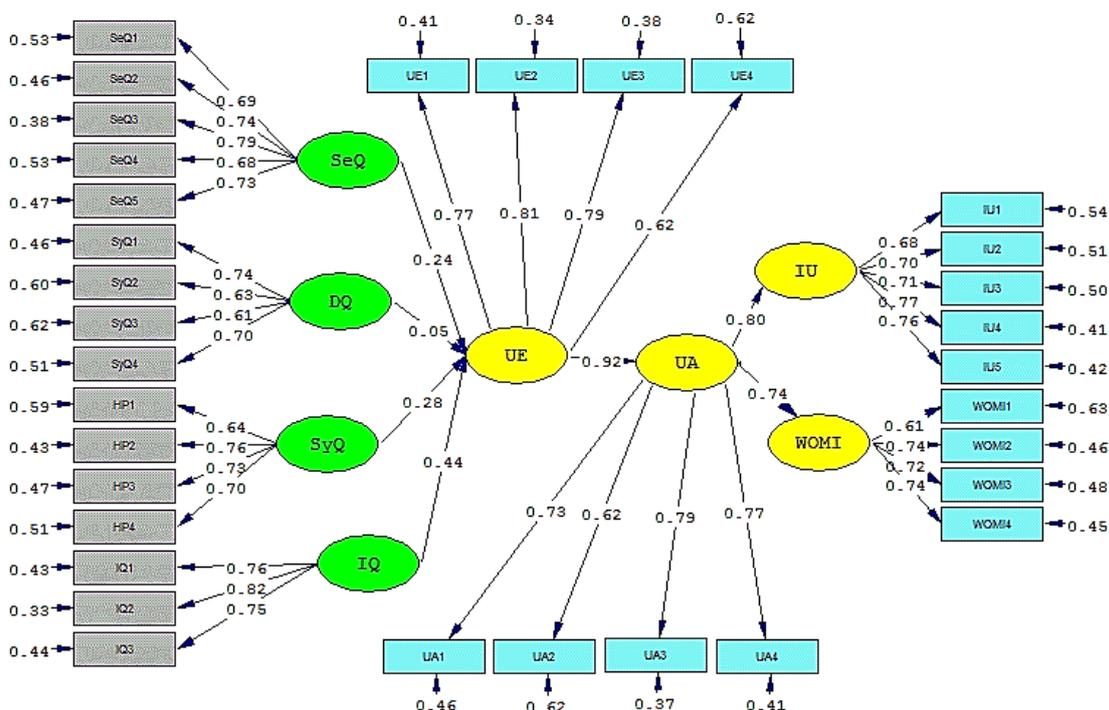 0.53 SeQ1
0.46 SeQ2
0.38 SeQ3
0.53 SeQ4
0.47 SeQ5
0.46 SyQ1
0.60 SyQ2
0.62 SyQ3
0.51 SyQ4
0.59 HP1
0.43 HP2
0.47 HP3
0.51 HP4
0.43 IQ1
0.33 IQ2
0.44 IQ3
0.69
0.74
0.79
0.68
0.73
0.74
0.63
0.61
0.70
0.64
0.76
0.73
0.70
0.76
0.82
0.75
SeQ
DQ
SyQ
IQ
0.24
0.05
0.28
0.44
0.41 0.34 0.38 0.62
UE1 UE2 UE3 UE4
0.77 0.81 0.79 0.62
UE
0.92
UA
0.80
0.74
IU
WOMI
0.73 0.62 0.79 0.77
UA1 UA2 UA3 UA4
0.46 0.62 0.37 0.41
0.68
0.70
0.71
0.77
0.76
0.61
0.74
0.72
0.74
IU1 0.54
IU2 0.51
IU3 0.50
IU4 0.41
IU5 0.42
WOMI1 0.63
WOMI2 0.46
WOMI3 0.48
WOMI4 0.45